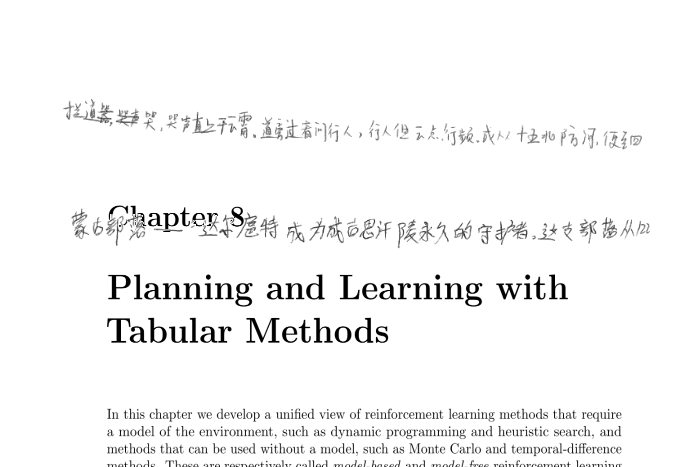 拦道哭,哭声直上干云霄。道旁过者问行人,行人但云点行频.或从十五北防河,便至四
Chapter 8
蒙古部落——达尔扈特成为成吉思汗陵永久的守护者。这支部落从122
Planning and Learning with
Tabular Methods
In this chapter we develop a unified view of reinforcement learning methods that require
a model of the environment, such as dynamic programming and heuristic search, and
methods that can be used without a model, such as Monte Carlo and temporal-difference
methods. These are respectively called model-based and model-free reinforcement learning